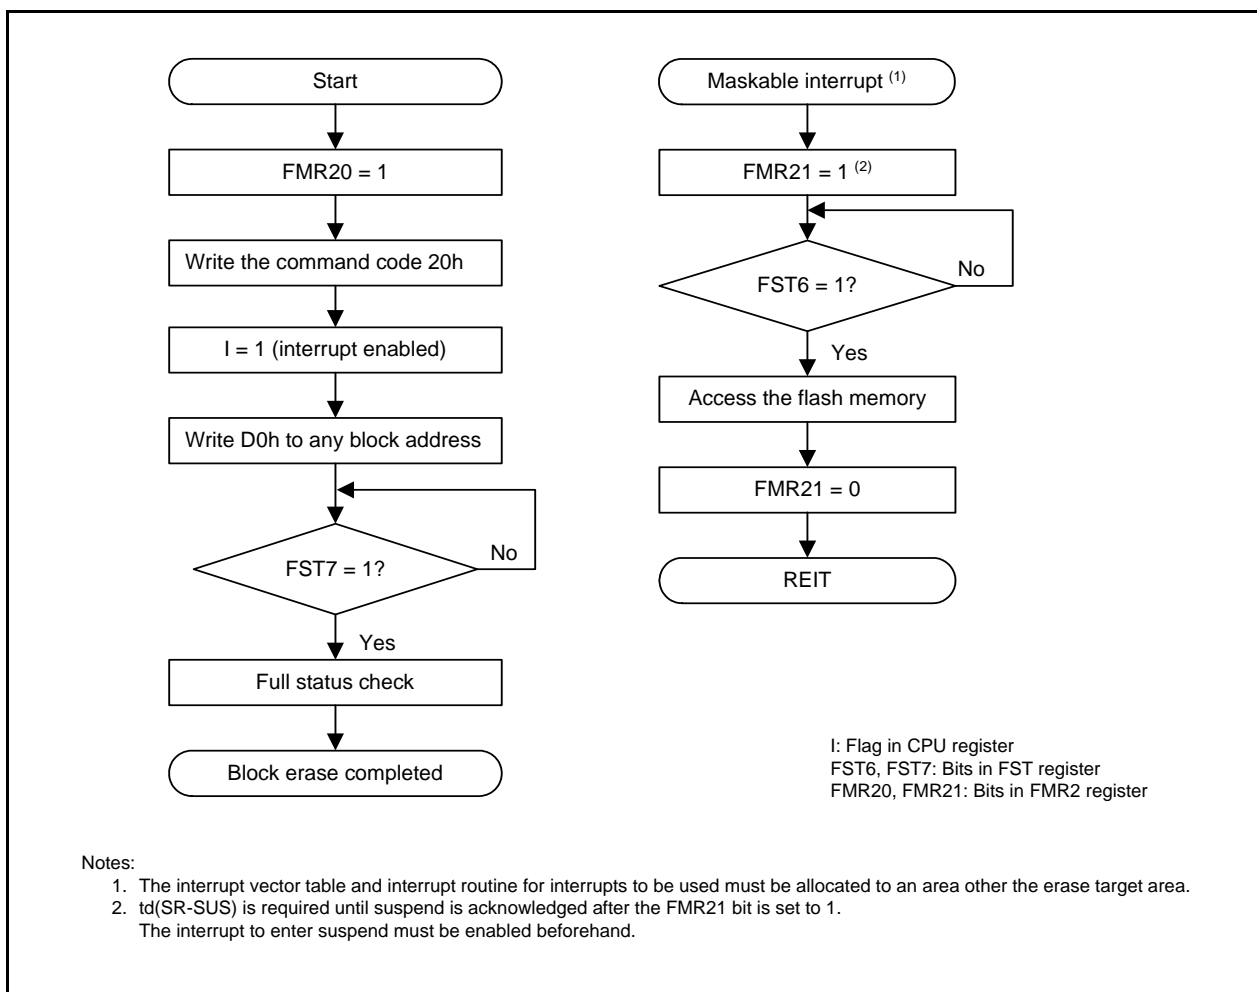 Start
FMR20 = 1
Write the command code 20h
I = 1 (interrupt enabled)
Write D0h to any block address
FST7 = 1?
No
Yes
Full status check
Block erase completed
Maskable interrupt (1)
FMR21 = 1 (2)
FST6 = 1?
No
Yes
Access the flash memory
FMR21 = 0
REIT
I: Flag in CPU register
FST6, FST7: Bits in FST register
FMR20, FMR21: Bits in FMR2 register
Notes:
1. The interrupt vector table and interrupt routine for interrupts to be used must be allocated to an area other the erase target area.
2. td(SR-SUS) is required until suspend is acknowledged after the FMR21 bit is set to 1.
The interrupt to enter suspend must be enabled beforehand.